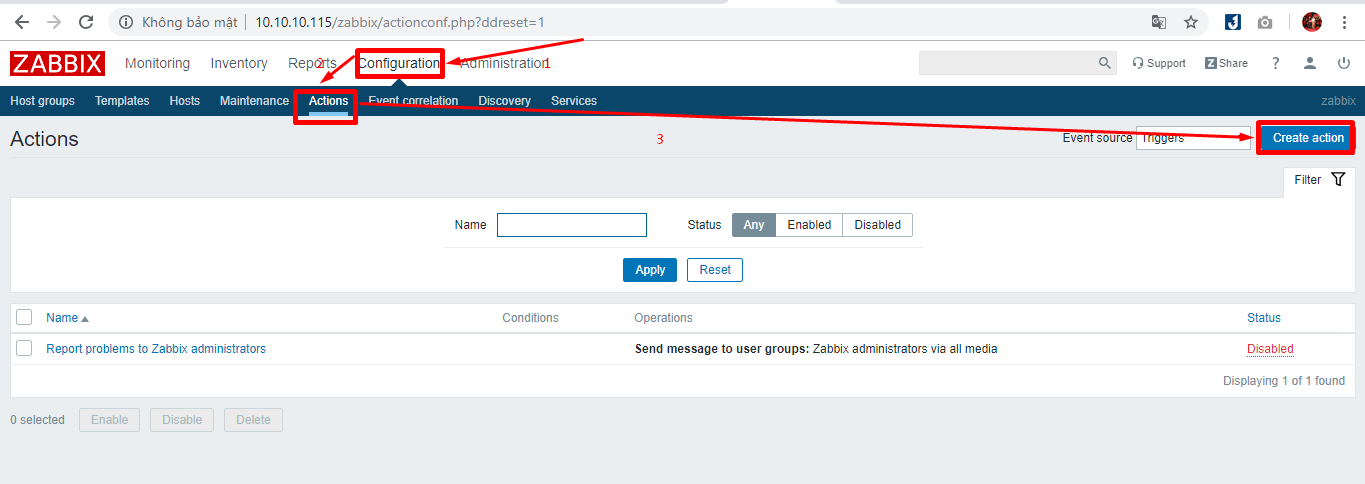 Không bảo mật 10.10.10.115/zabbix/actionconf.php?ddreset=1
ZABBIX Monitoring Inventory Reports 2 Configuration Administration 1 Support Z Share ?
Host groups Templates Hosts Maintenance Actions Event correlation Discovery Services zabbix
Actions 3 Event source Triggers Create action
Filter
Name Status Any Enabled Disabled
Apply Reset
Name Conditions Operations Status
Report problems to Zabbix administrators Send message to user groups: Zabbix administrators via all media Disabled
Displaying 1 of 1 found
0 selected Enable Disable Delete